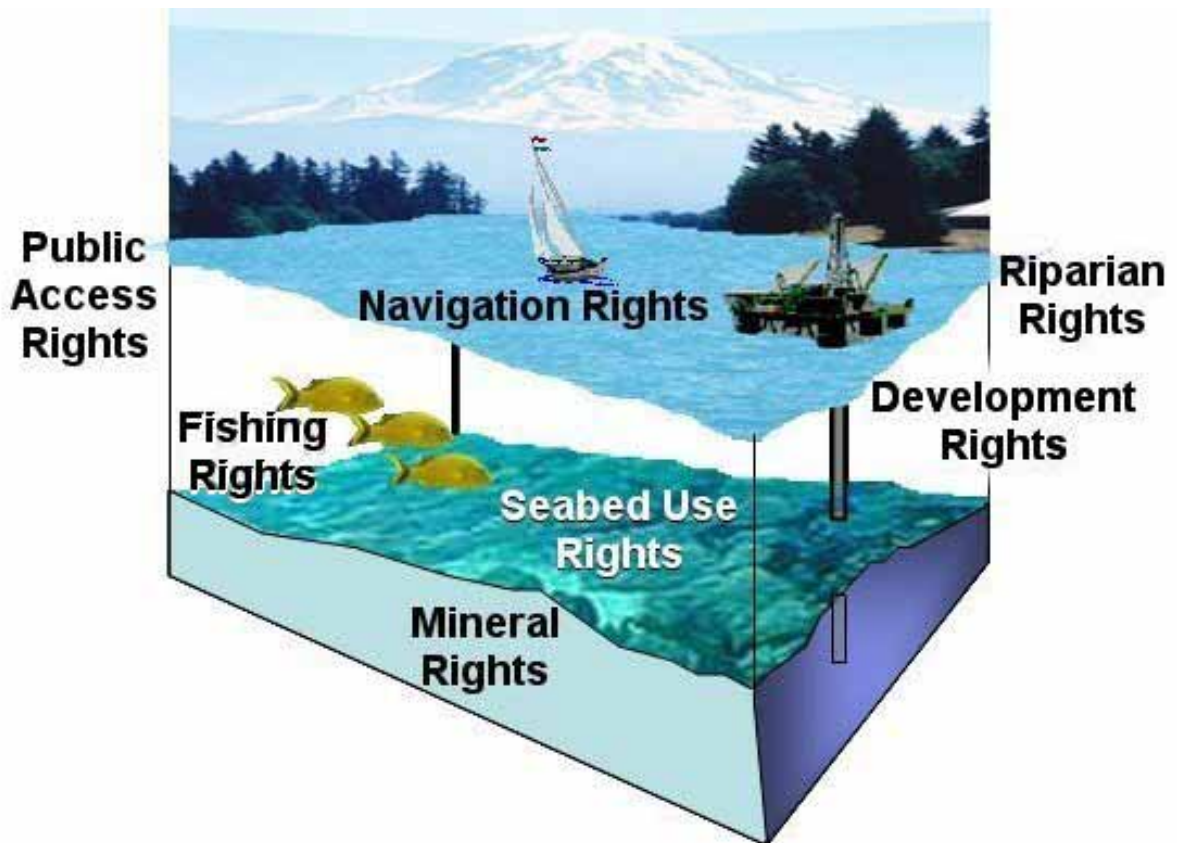 Public
Access
Rights
Navigation Rights
Riparian
Rights
Fishing
Rights
Development
Rights
Seabed Use
Rights
Mineral
Rights